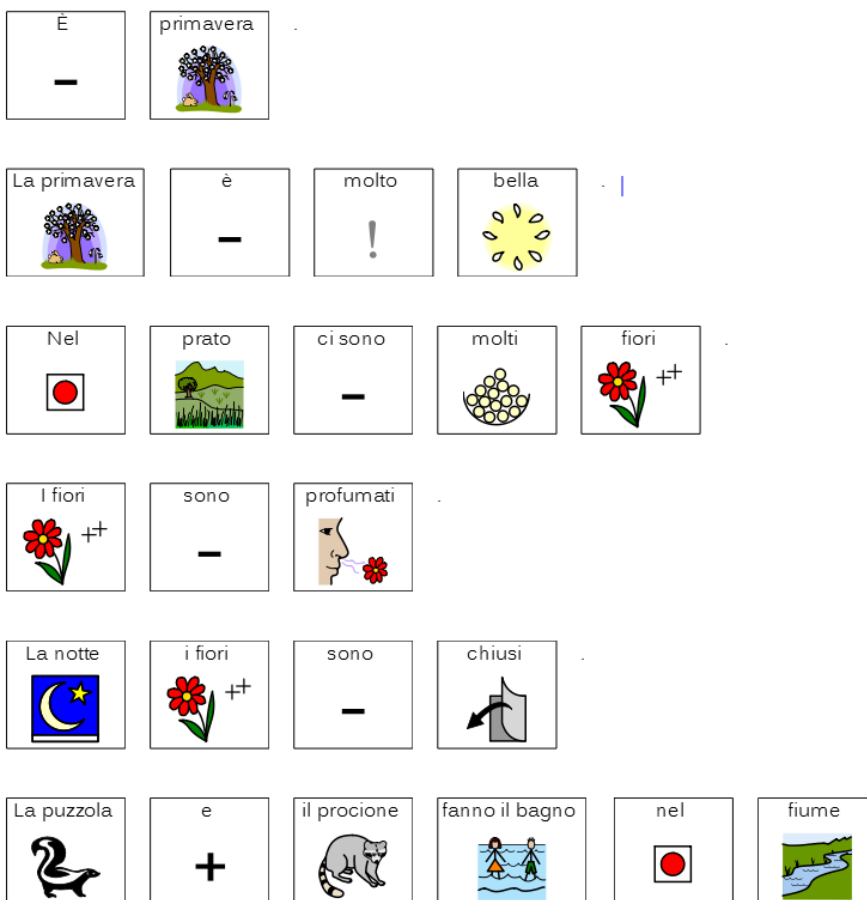 È primavera .
La primavera è molto bella .
Nel prato ci sono molti fiori .
I fiori sono profumati .
La notte i fiori sono chiusi .
La puzzola e il procione fanno il bagno nel fiume